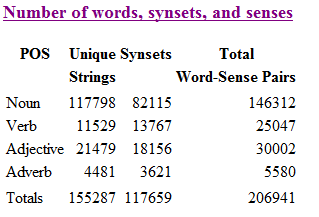 Number of words, synsets, and senses
POS Unique Synsets Total
Strings Word-Sense Pairs
Noun 117798 82115 146312
Verb 11529 13767 25047
Adjective 21479 18156 30002
Adverb 4481 3621 5580
Totals 155287 117659 206941